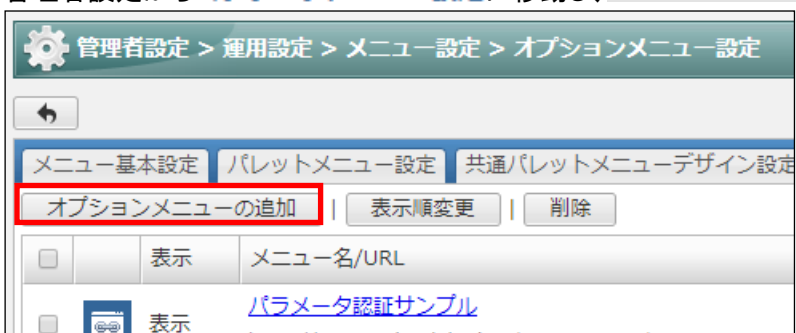 管理者設定 > 運用設定 > メニュー設定 > オプションメニュー設定
メニュー基本設定 パレットメニュー設定 共通パレットメニューデザイン設定
オプションメニューの追加 | 表示順変更 | 削除
表示 メニュー名/URL
パラメータ認証サンプル
表示